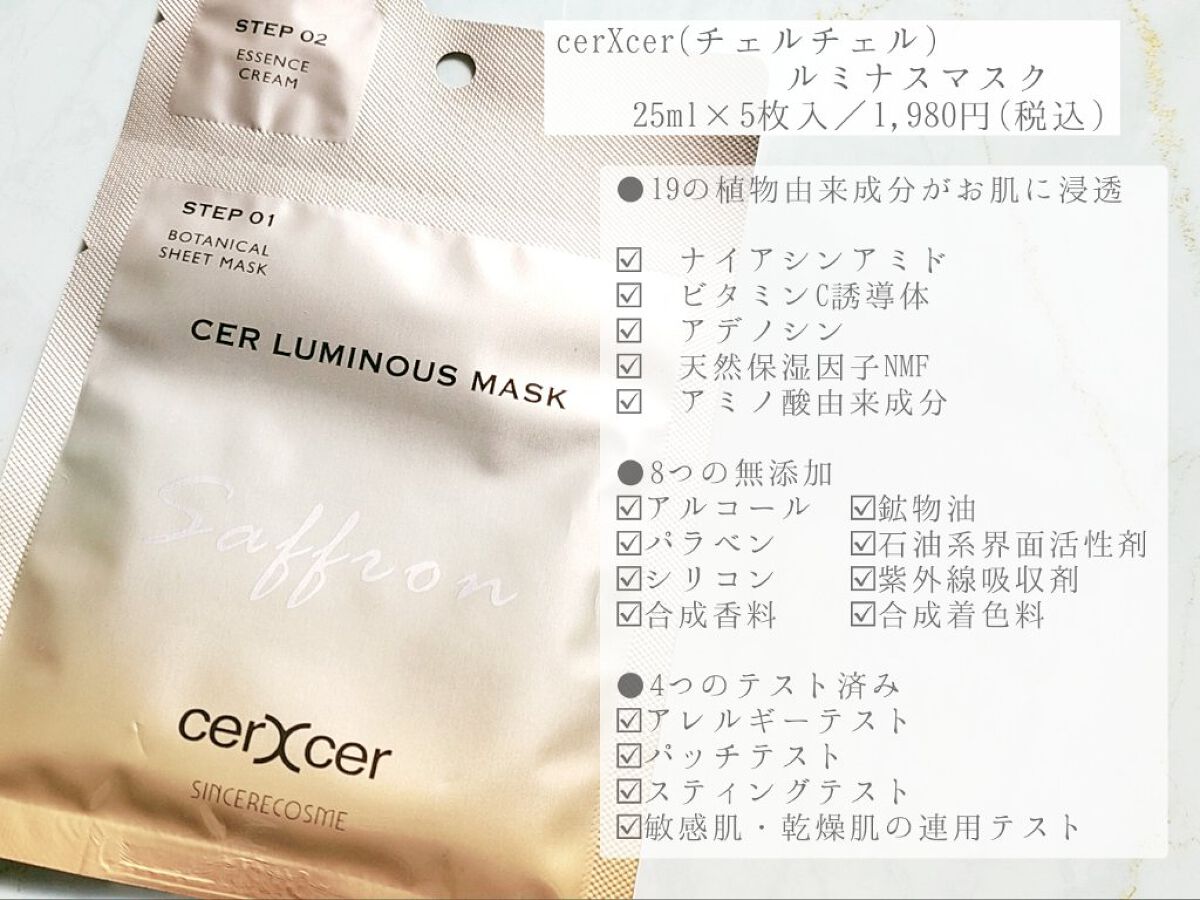 STEP 02
ESSENCE
CREAM
STEP 01
BOTANICAL
SHEET MASK
CER LUMINOUS MASK
Saffron
cerXcer
SINCERECOSME
cerXcer(チェルチェル)
ルミナスマスク
25ml×5枚入／1,980円(税込)
●19の植物由来成分がお肌に浸透
☑ ナイアシンアミド
☑ ビタミンC誘導体
☑ アデノシン
☑ 天然保湿因子NMF
☑ アミノ酸由来成分
●8つの無添加
☑アルコール ☑鉱物油
☑パラベン ☑石油系界面活性剤
☑シリコン ☑紫外線吸収剤
☑合成香料 ☑合成着色料
●4つのテスト済み
☑アレルギーテスト
☑パッチテスト
☑スティングテスト
☑敏感肌・乾燥肌の連用テスト